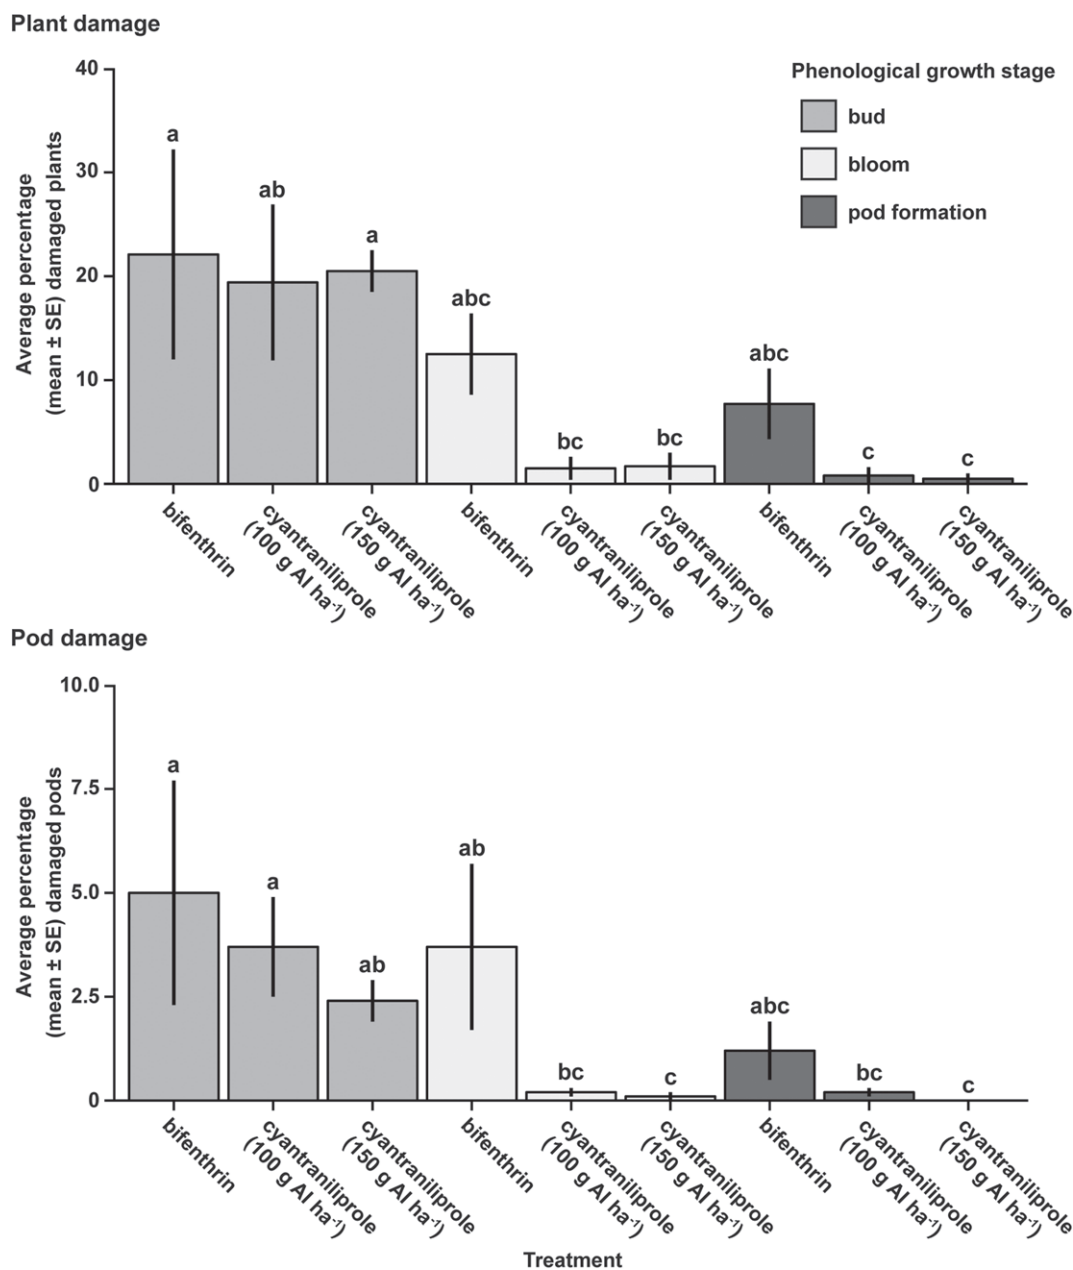 Plant damage
Average percentage
(mean ± SE) damaged plants
40
30
20
10
0
a
ab
a
abc
bc
bc
abc
c
c
Phenological growth stage
bud
bloom
pod formation
bifenthrin
cyantraniliprole
(100 g AI ha⁻¹)
cyantraniliprole
(150 g AI ha⁻¹)
bifenthrin
cyantraniliprole
(100 g AI ha⁻¹)
cyantraniliprole
(150 g AI ha⁻¹)
bifenthrin
cyantraniliprole
(100 g AI ha⁻¹)
cyantraniliprole
(150 g AI ha⁻¹)
Pod damage
Average percentage
(mean ± SE) damaged pods
10.0
7.5
5.0
2.5
0
a
a
ab
ab
bc
c
abc
bc
c
bifenthrin
cyantraniliprole
(100 g AI ha⁻¹)
cyantraniliprole
(150 g AI ha⁻¹)
bifenthrin
cyantraniliprole
(100 g AI ha⁻¹)
cyantraniliprole
(150 g AI ha⁻¹)
bifenthrin
cyantraniliprole
(100 g AI ha⁻¹)
cyantraniliprole
(150 g AI ha⁻¹)
Treatment